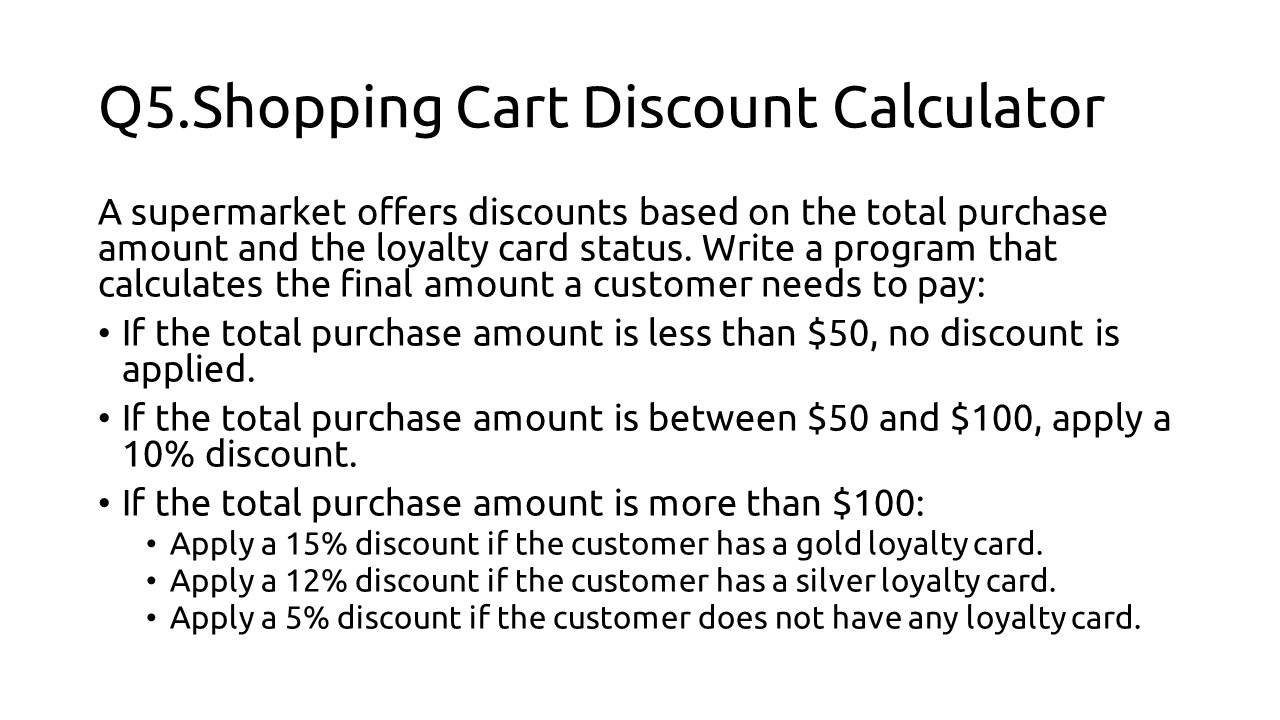 Q5.Shopping Cart Discount Calculator
A supermarket offers discounts based on the total purchase
amount and the loyalty card status. Write a program that
calculates the final amount a customer needs to pay:
• If the total purchase amount is less than $50, no discount is
applied.
• If the total purchase amount is between $50 and $100, apply a
10% discount.
• If the total purchase amount is more than $100:
• Apply a 15% discount if the customer has a gold loyalty card.
• Apply a 12% discount if the customer has a silver loyalty card.
• Apply a 5% discount if the customer does not have any loyalty card.